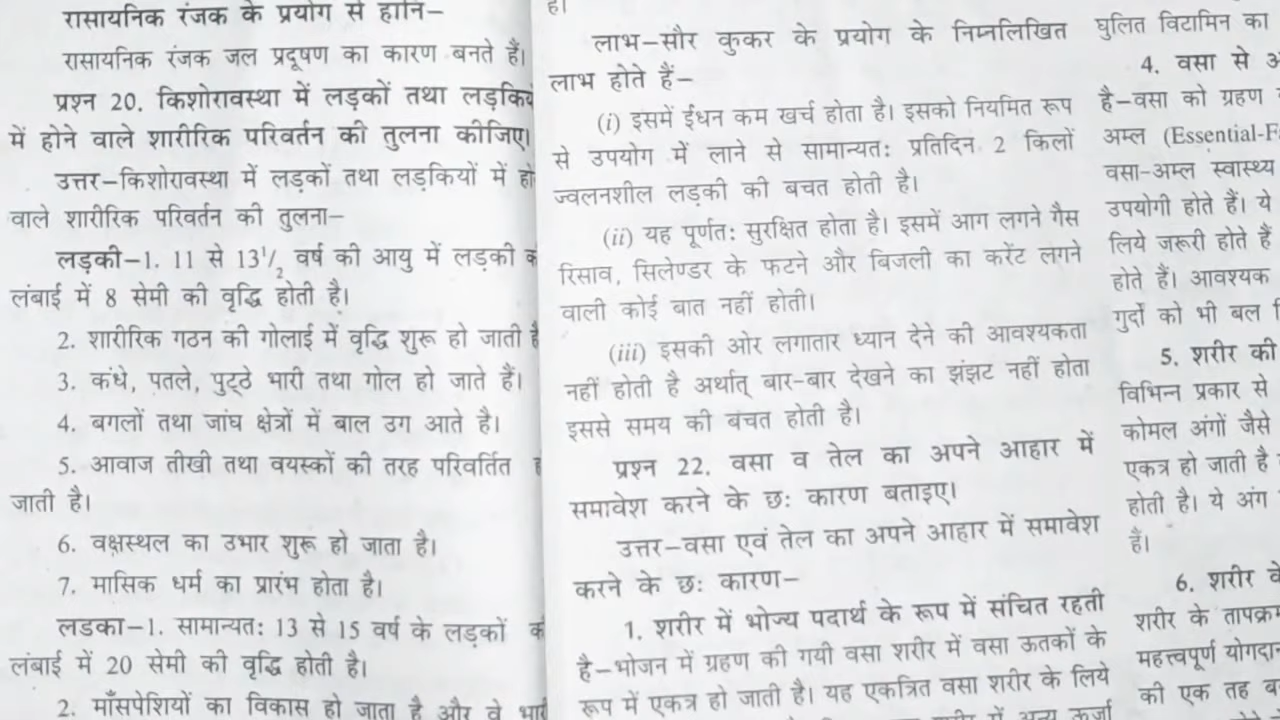 रासायनिक रंजक के प्रयोग से हानि–
रासायनिक रंजक जल प्रदूषण का कारण बनते हैं।
प्रश्न 20. किशोरावस्था में लड़कों तथा
में होने वाले शारीरिक परिवर्तन की तुलना कीजिए।
उत्तर–किशोरावस्था में लड़कों तथा लड़कियों में
वाले शारीरिक परिवर्तन की तुलना–
लड़की–1. 11 से 13¹/₂ वर्ष की आयु में लड़की
लंबाई में 8 सेमी की वृद्धि होती है।
2. शारीरिक गठन की गोलाई में वृद्धि शुरू हो जाती
3. कंधे, पतले, पुट्ठे भारी तथा गोल हो जाते हैं।
4. बगलों तथा जांघ क्षेत्रों में बाल उग आते है।
5. आवाज तीखी तथा वयस्कों की तरह परिवर्तित
जाती है।
6. वक्षस्थल का उभार शुरू हो जाता है।
7. मासिक धर्म का प्रारंभ होता है।
लडका–1. सामान्यतः 13 से 15 वर्ष के लड़कों
लंबाई में 20 सेमी की वृद्धि होती है।
2. माँसपेशियों का विकास हो जाता है और वे
है।
लाभ–सौर कुकर के प्रयोग के निम्नलिखित
लाभ होते हैं–
(i) इसमें ईंधन कम खर्च होता है। इसको नियमित रूप
से उपयोग में लाने से सामान्यतः प्रतिदिन 2 किलों
ज्वलनशील लड़की की बचत होती है।
(ii) यह पूर्णतः सुरक्षित होता है। इसमें आग लगने गैस
रिसाव, सिलेण्डर के फटने और बिजली का करेंट लगने
वाली कोई बात नहीं होती।
(iii) इसकी ओर लगातार ध्यान देने की आवश्यकता
नहीं होती है अर्थात् बार-बार देखने का झंझट नहीं होता
इससे समय की बचत होती है।
प्रश्न 22. वसा व तेल का अपने आहार में
समावेश करने के छः कारण बताइए।
उत्तर–वसा एवं तेल का अपने आहार में समावेश
करने के छः कारण–
1. शरीर में भोज्य पदार्थ के रूप में संचित रहती
है–भोजन में ग्रहण की गयी वसा शरीर में वसा ऊतकों के
रूप में एकत्र हो जाती है। यह एकत्रित वसा शरीर के लिये
में अन्य ऊर्जा
घुलित विटामिन का
4. वसा से
है–वसा को ग्रहण
अम्ल (Essential-F
वसा-अम्ल स्वास्थ्य
उपयोगी होते हैं। ये
लिये जरूरी होते हैं
होते हैं। आवश्यक
गुर्दों को भी बल
5. शरीर की
विभिन्न प्रकार से
कोमल अंगों जैसे
एकत्र हो जाती है
होती है। ये अंग
हैं।
6. शरीर
शरीर के
महत्त्वपूर्ण
की एक तह